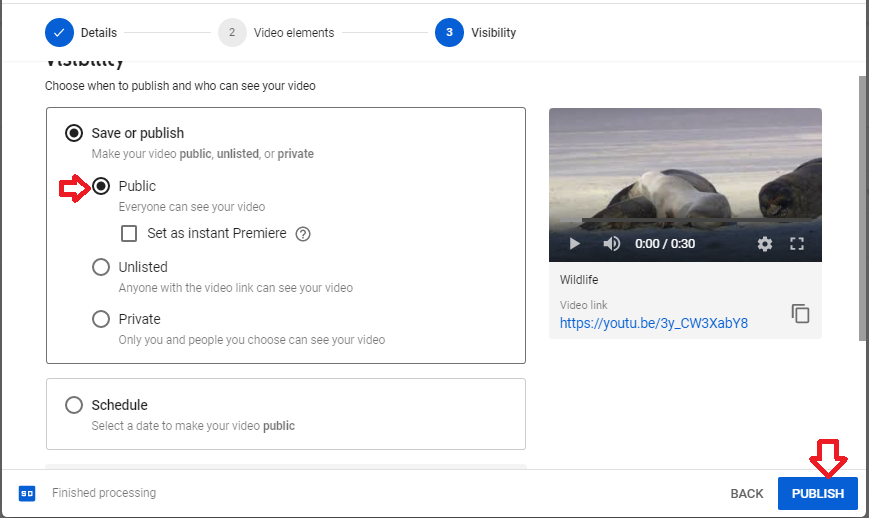 Details
2
Video elements
3
Visibility
Visibility
Choose when to publish and who can see your video
Save or publish
Make your video public, unlisted, or private
Public
Everyone can see your video
Set as instant Premiere
?
Unlisted
Anyone with the video link can see your video
Private
Only you and people you choose can see your video
Schedule
Select a date to make your video public
0:00 / 0:30
Wildlife
Video link
https://youtu.be/3y_CW3XabY8
SD
Finished processing
BACK
PUBLISH